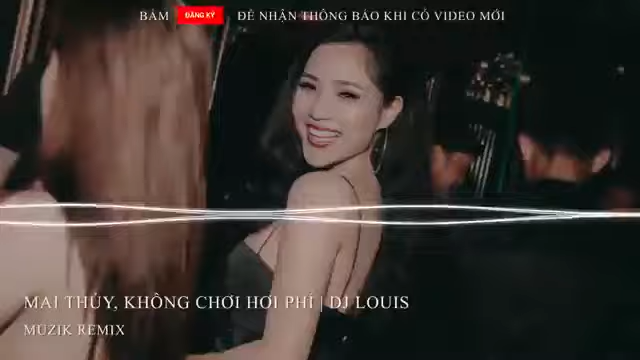 BẤM ĐĂNG KÝ ĐỂ NHẬN THÔNG BÁO KHI CÓ VIDEO MỚI
MAI THÚY, KHÔNG CHƠI HƠI PHÍ | DJ LOUIS
MUZIK REMIX